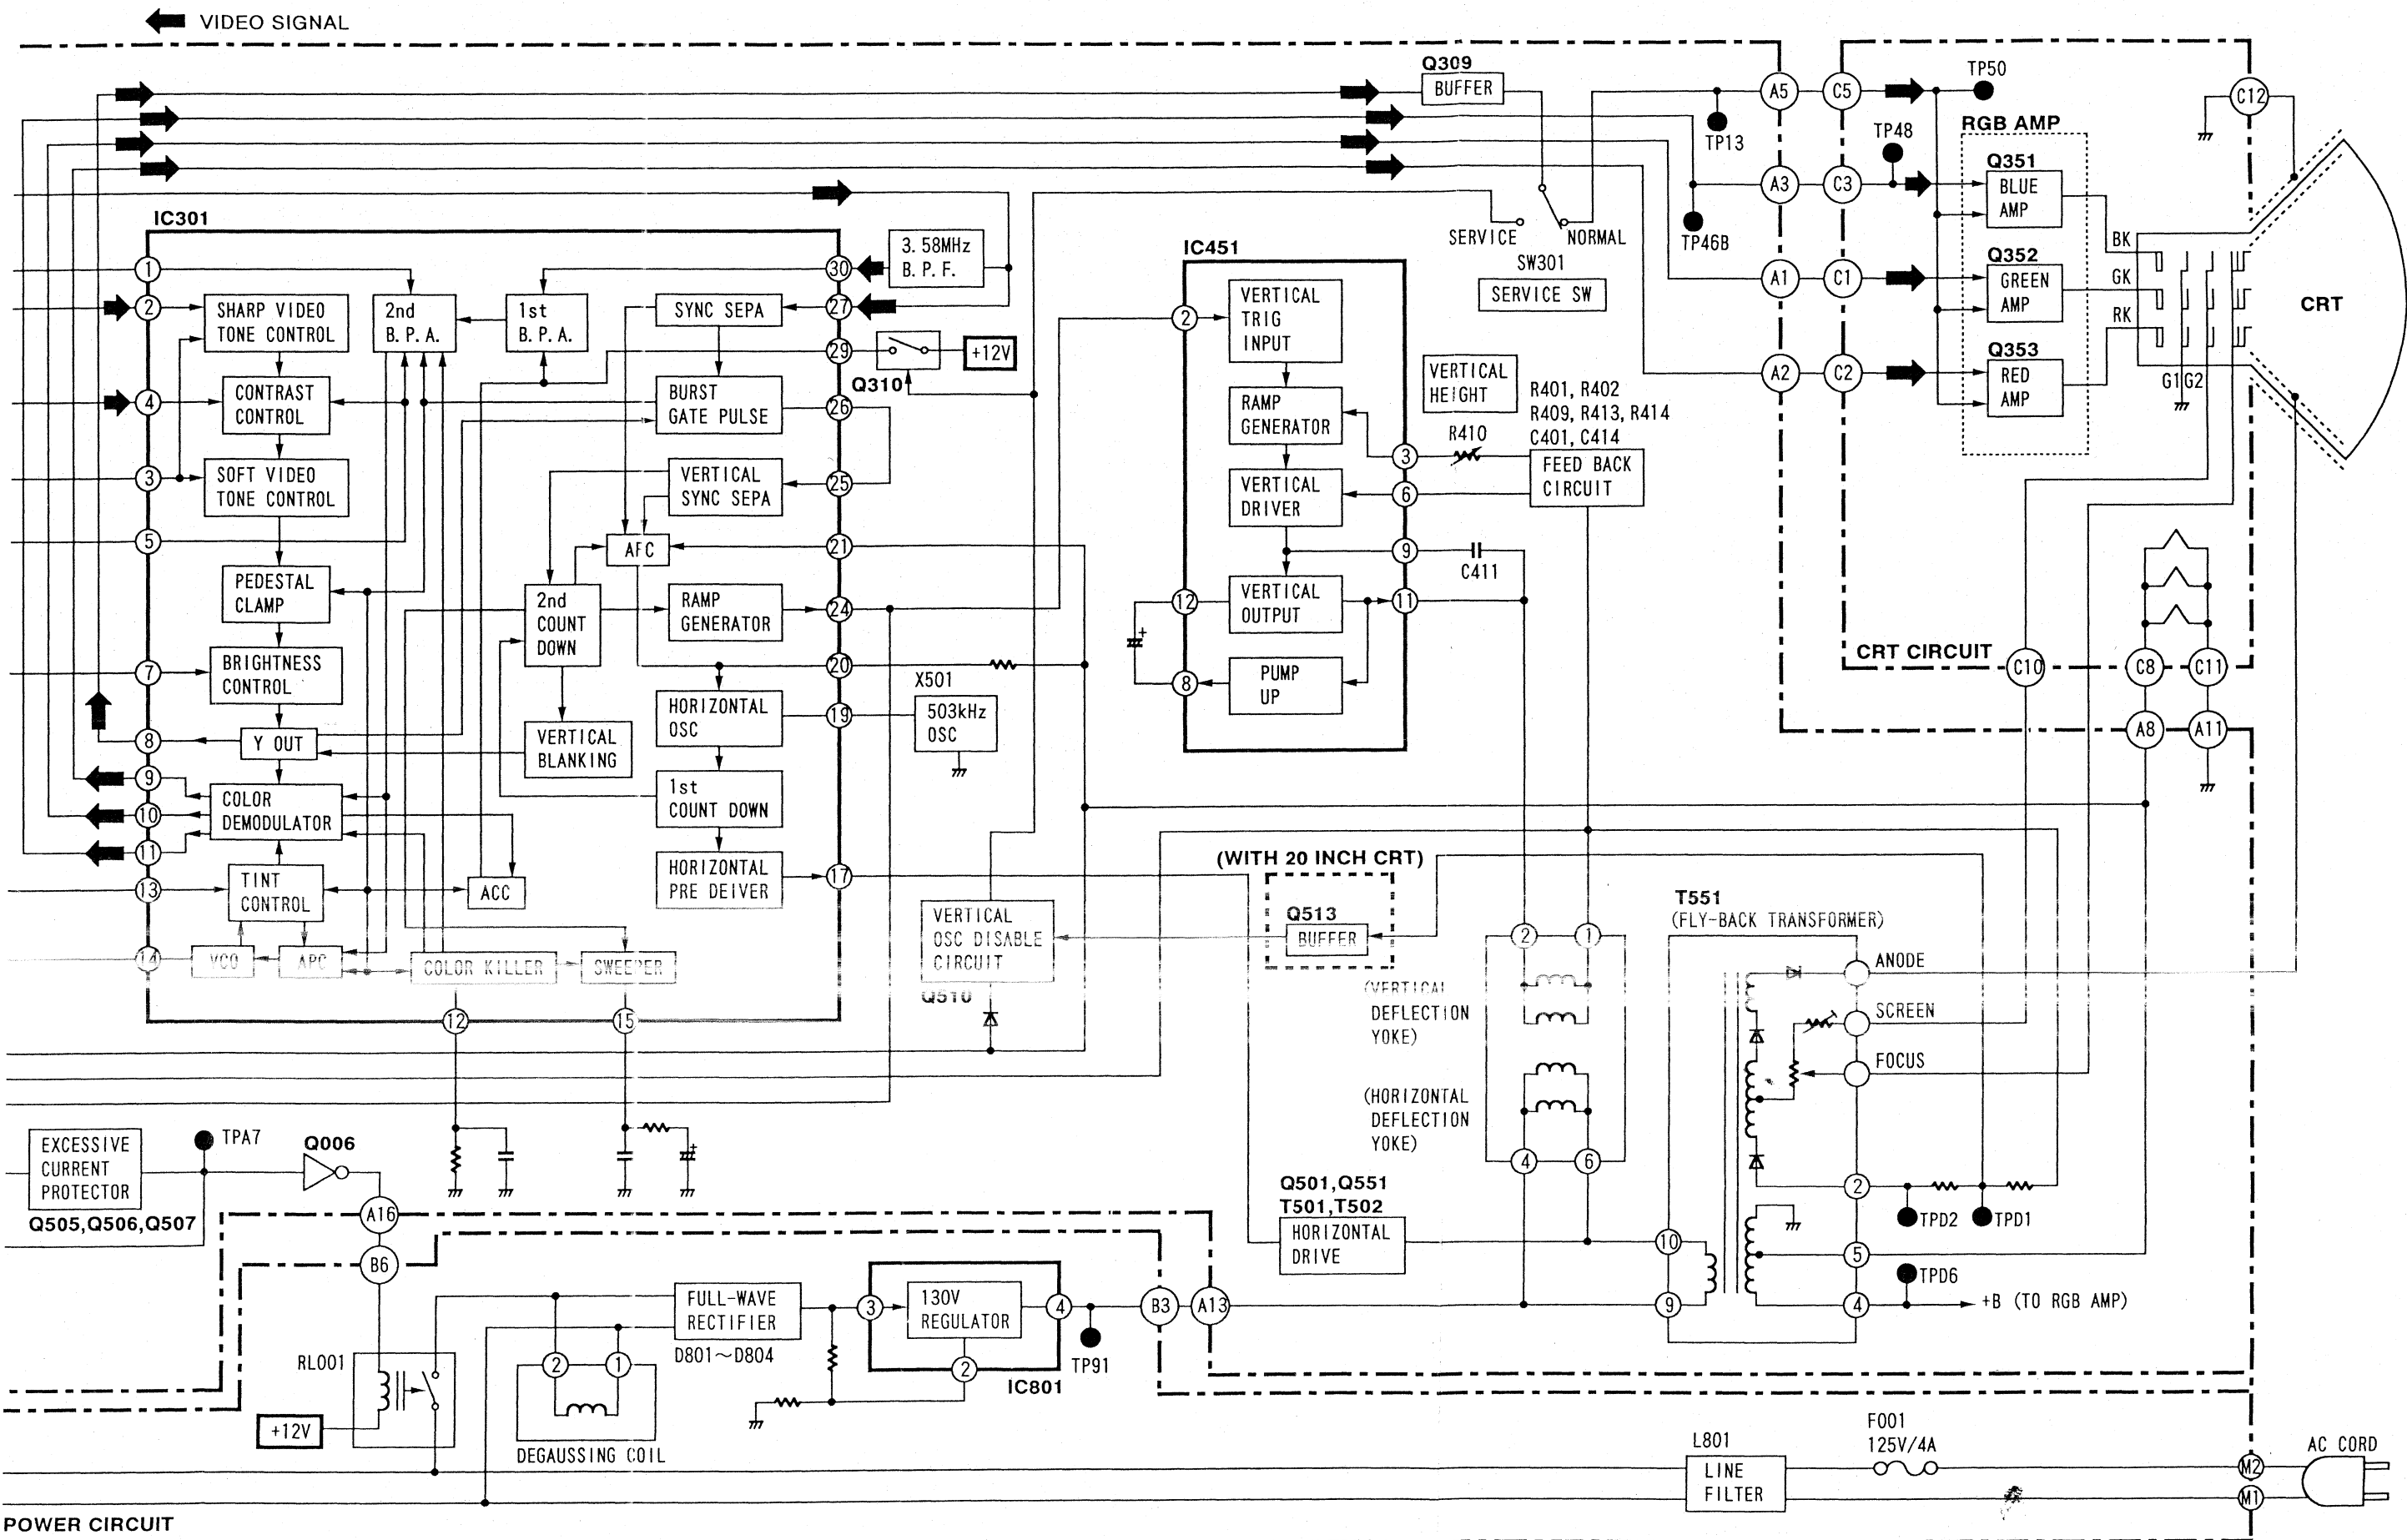 VIDEO SIGNAL
Q309
BUFFER
TP13
A5
C5
TP50
C12
RGB AMP
TP48
A3
C3
Q351
BLUE
AMP
TP46B
A1
C1
Q352
GREEN
AMP
A2
C2
Q353
RED
AMP
BK
GK
RK
G1
G2
CRT
SERVICE
NORMAL
SW301
SERVICE SW
IC301
1
2
4
3
5
7
8
9
10
11
13
14
SHARP VIDEO
TONE CONTROL
CONTRAST
CONTROL
SOFT VIDEO
TONE CONTROL
PEDESTAL
CLAMP
BRIGHTNESS
CONTROL
Y OUT
COLOR
DEMODULATOR
TINT
CONTROL
VCO
APC
COLOR KILLER
SWEEPER
ACC
2nd
B.P.A.
1st
B.P.A.
SYNC SEPA
BURST
GATE PULSE
VERTICAL
SYNC SEPA
AFC
2nd
COUNT
DOWN
RAMP
GENERATOR
VERTICAL
BLANKING
HORIZONTAL
OSC
1st
COUNT DOWN
HORIZONTAL
PRE DEIVER
30
27
29
26
25
21
24
20
19
17
12
15
3.58MHz
B.P.F.
Q310
+12V
X501
503kHz
OSC
IC451
2
VERTICAL
TRIG
INPUT
RAMP
GENERATOR
VERTICAL
DRIVER
VERTICAL
OUTPUT
PUMP
UP
12
8
3
6
9
11
VERTICAL
HEIGHT
R410
R401, R402
R409, R413, R414
C401, C414
FEED BACK
CIRCUIT
C411
CRT CIRCUIT
C10
C8
C11
A8
A11
(WITH 20 INCH CRT)
Q513
BUFFER
VERTICAL
OSC DISABLE
CIRCUIT
Q510
2
1
(VERTICAL
DEFLECTION
YOKE)
(HORIZONTAL
DEFLECTION
YOKE)
4
6
T551
(FLY-BACK TRANSFORMER)
ANODE
SCREEN
FOCUS
2
TPD2
TPD1
10
5
TPD6
9
4
+B (TO RGB AMP)
Q501,Q551
T501,T502
HORIZONTAL
DRIVE
EXCESSIVE
CURRENT
PROTECTOR
Q505,Q506,Q507
TPA7
Q006
A16
B6
RL001
+12V
2
1
DEGAUSSING COIL
FULL-WAVE
RECTIFIER
D801~D804
3
130V
REGULATOR
4
2
IC801
TP91
B3
A13
L801
LINE
FILTER
F001
125V/4A
M2
M1
AC CORD
POWER CIRCUIT